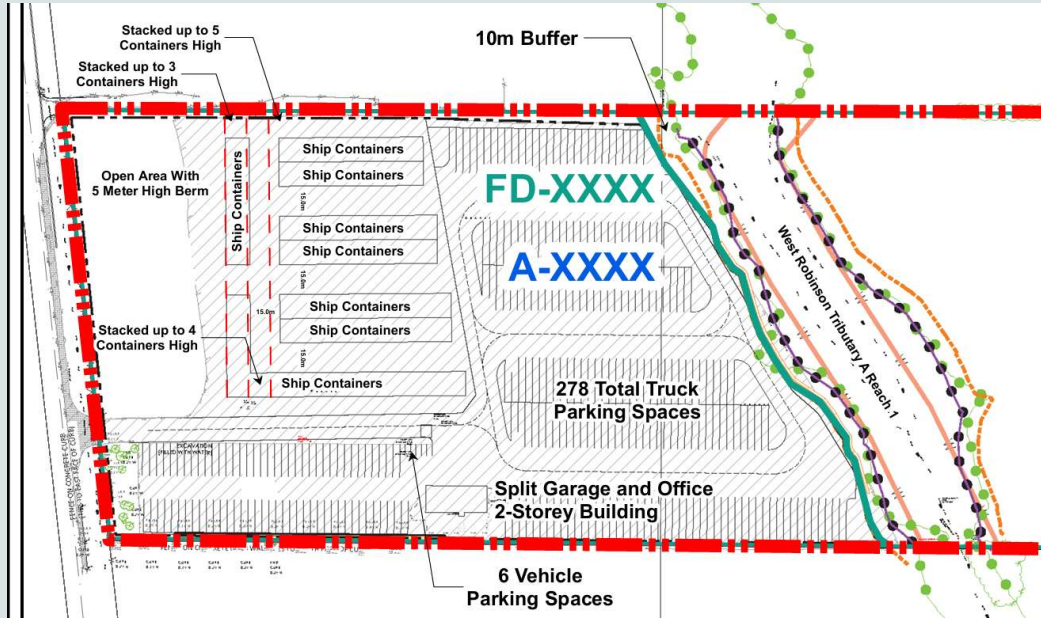 Stacked up to 5
Containers High
10m Buffer
Stacked up to 3
Containers High
Open Area With
5 Meter High Berm
Ship Containers
Ship Containers
Ship Containers
15.0m
FD-XXXX
Ship Containers
Ship Containers
A-XXXX
15.0m
West Robinson Tributary A Reach 1
Ship Containers
15.0m
Ship Containers
Stacked up to 4
Containers High
15.0m
Ship Containers
278 Total Truck
Parking Spaces
EXCAVATION
(FILLED WITH WATER)
Split Garage and Office
2-Storey Building
6 Vehicle
Parking Spaces